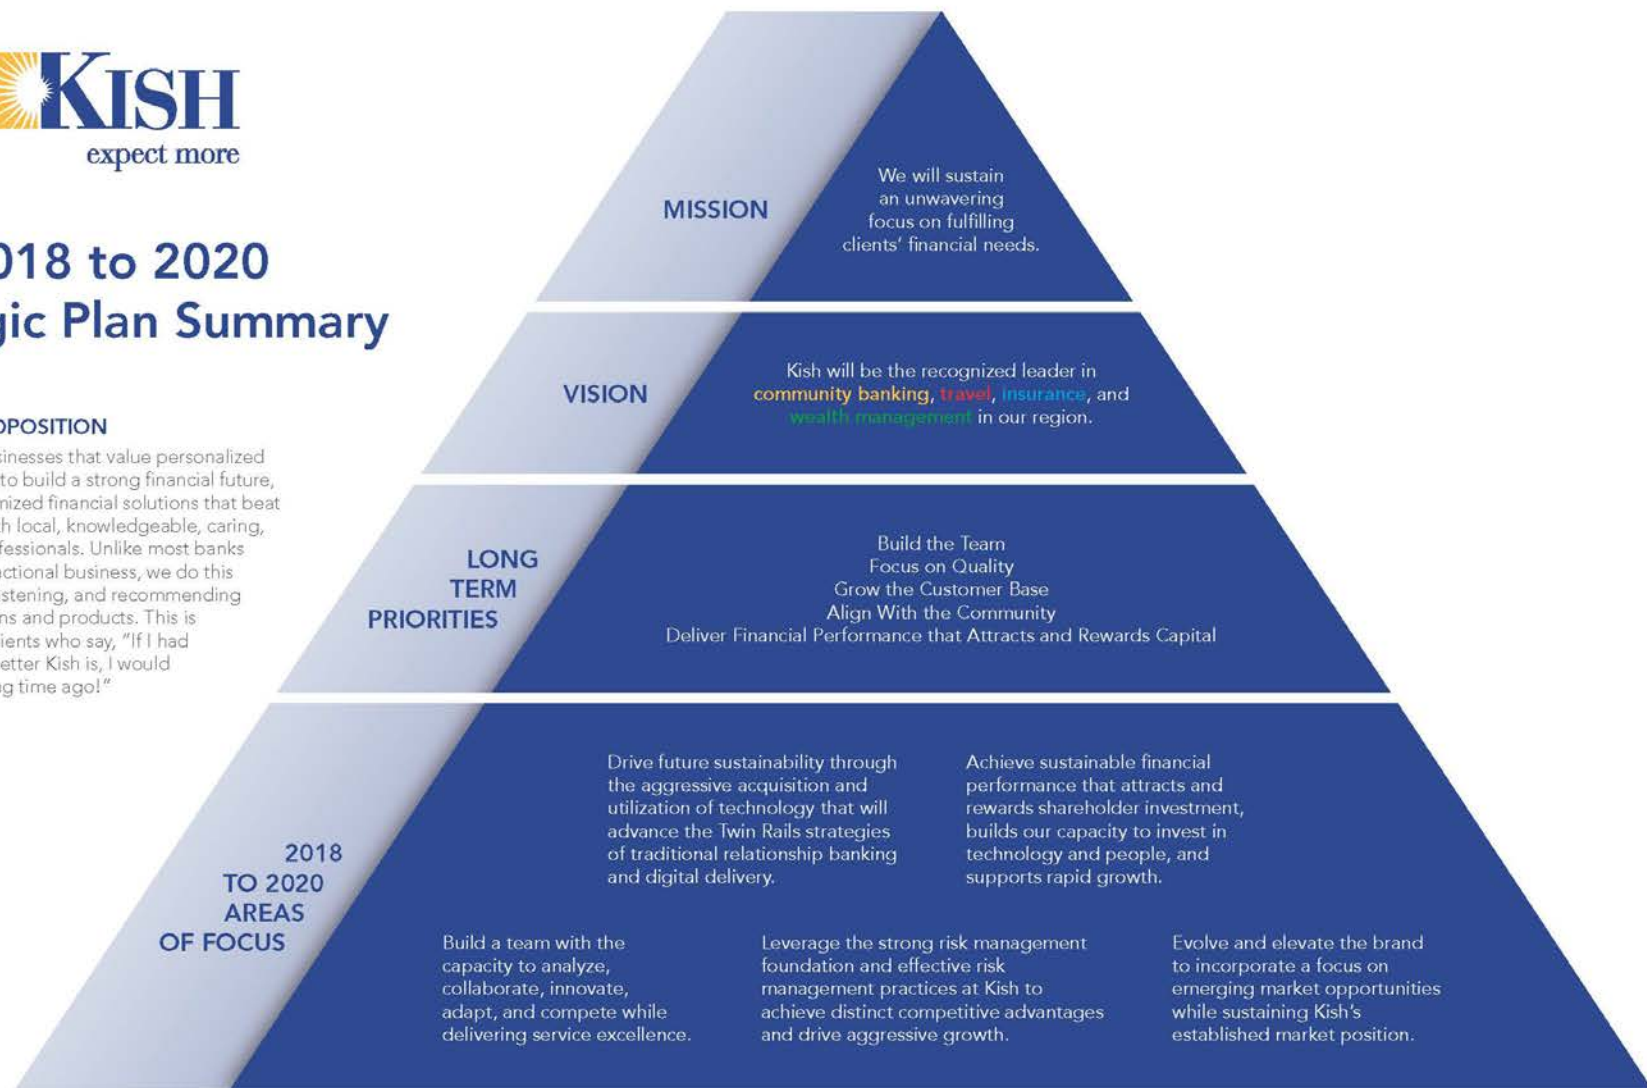 KISH
expect more
018 to 2020
gic Plan Summary
OPOSITION
sinesses that value personalized
to build a strong financial future,
nized financial solutions that beat
h local, knowledgeable, caring,
fessionals. Unlike most banks
actional business, we do this
stening, and recommending
ns and products. This is
ients who say, "If I had
etter Kish is, I would
g time ago!"
MISSION
We will sustain
an unwavering
focus on fulfilling
clients' financial needs.
VISION
Kish will be the recognized leader in
community banking, travel, insurance, and
wealth management in our region.
LONG
TERM
PRIORITIES
Build the Team
Focus on Quality
Grow the Customer Base
Align With the Community
Deliver Financial Performance that Attracts and Rewards Capital
2018
TO 2020
AREAS
OF FOCUS
Drive future sustainability through
the aggressive acquisition and
utilization of technology that will
advance the Twin Rails strategies
of traditional relationship banking
and digital delivery.
Achieve sustainable financial
performance that attracts and
rewards shareholder investment,
builds our capacity to invest in
technology and people, and
supports rapid growth.
Build a team with the
capacity to analyze,
collaborate, innovate,
adapt, and compete while
delivering service excellence.
Leverage the strong risk management
foundation and effective risk
management practices at Kish to
achieve distinct competitive advantages
and drive aggressive growth.
Evolve and elevate the brand
to incorporate a focus on
emerging market opportunities
while sustaining Kish's
established market position.